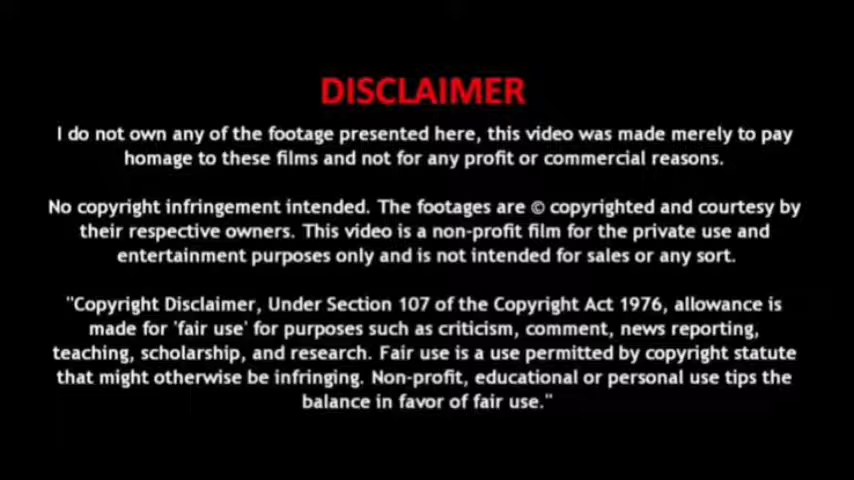 DISCLAIMER
I do not own any of the footage presented here, this video was made merely to pay
homage to these films and not for any profit or commercial reasons.
No copyright infringement intended. The footages are © copyrighted and courtesy by
their respective owners. This video is a non-profit film for the private use and
entertainment purposes only and is not intended for sales or any sort.
"Copyright Disclaimer, Under Section 107 of the Copyright Act 1976, allowance is
made for 'fair use' for purposes such as criticism, comment, news reporting,
teaching, scholarship, and research. Fair use is a use permitted by copyright statute
that might otherwise be infringing. Non-profit, educational or personal use tips the
balance in favor of fair use."